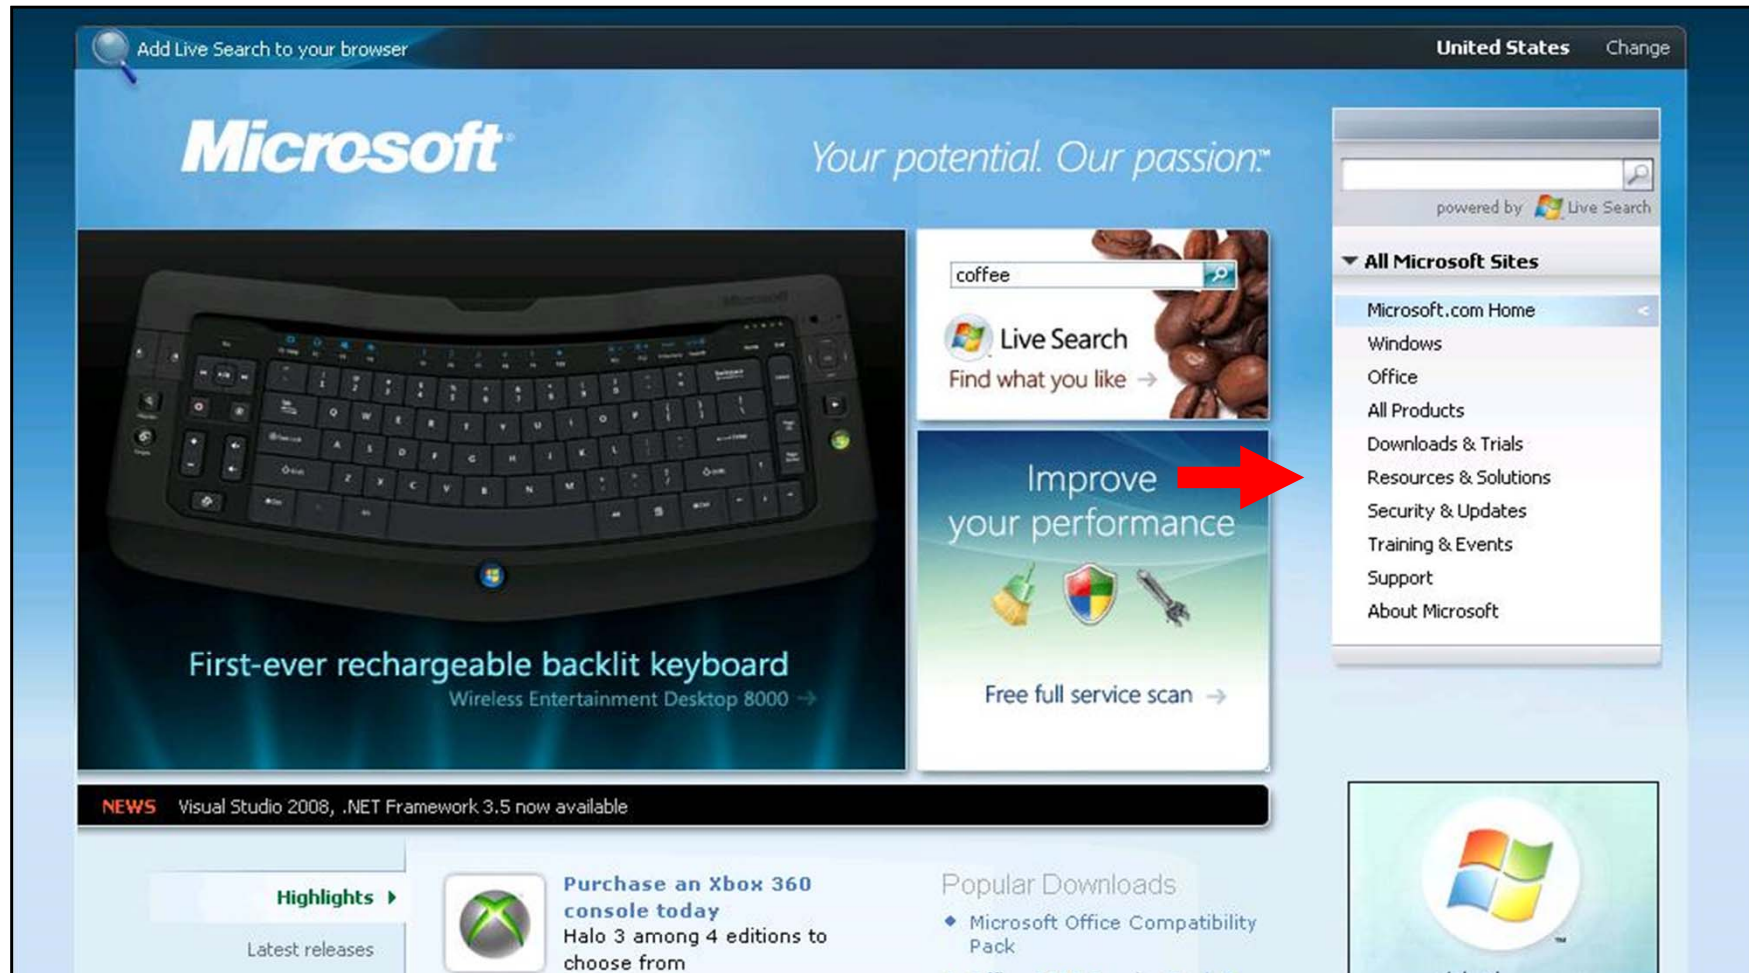 Add Live Search to your browser
United States Change
Microsoft
Your potential. Our passion.™
powered by Live Search
All Microsoft Sites
Microsoft.com Home
Windows
Office
All Products
Downloads & Trials
Resources & Solutions
Security & Updates
Training & Events
Support
About Microsoft
coffee
Live Search
Find what you like
Improve
your performance
Free full service scan
First-ever rechargeable backlit keyboard
Wireless Entertainment Desktop 8000
NEWS Visual Studio 2008, .NET Framework 3.5 now available
Highlights
Latest releases
Purchase an Xbox 360
console today
Halo 3 among 4 editions to
choose from
Popular Downloads
Microsoft Office Compatibility
Pack